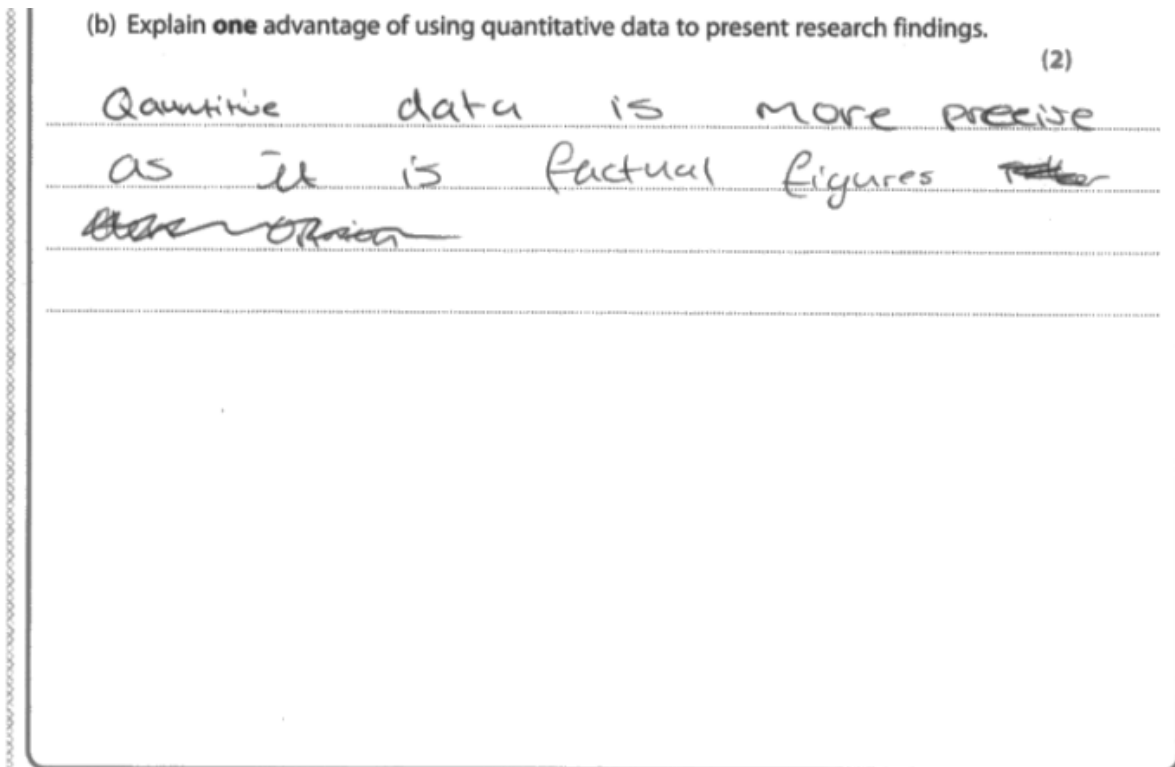 (b) Explain one advantage of using quantitative data to present research findings.
(2)
Qauntitive data is more precise
as it is factual figures